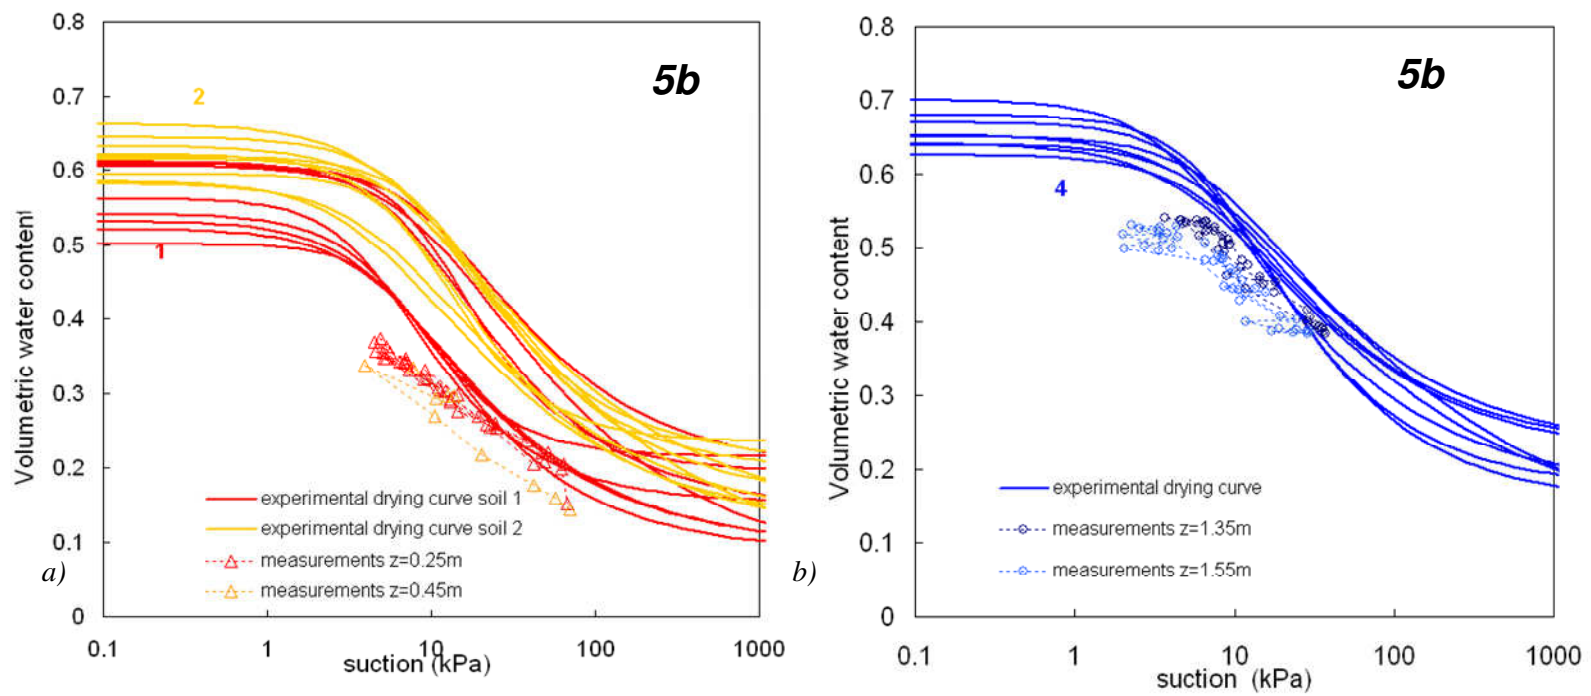 0.8
0.7
0.6
0.5
0.4
0.3
0.2
0.1
0
Volumetric water content
2
1
5b
experimental drying curve soil 1
experimental drying curve soil 2
measurements z=0.25m
measurements z=0.45m
a)
0.1 1 10 100 1000
suction (kPa)
0.8
0.7
0.6
0.5
0.4
0.3
0.2
0.1
0
Volumetric water content
4
5b
experimental drying curve
measurements z=1.35m
measurements z=1.55m
b)
0.1 1 10 100 1000
suction (kPa)